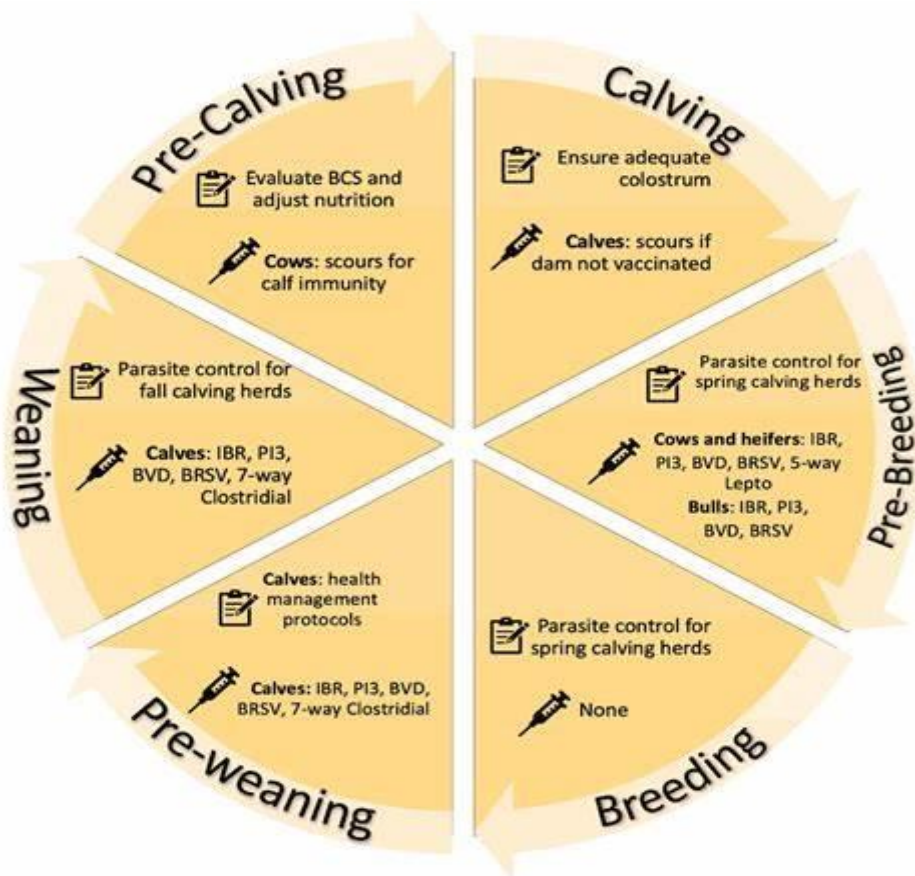 Pre-Calving
Evaluate BCS and
adjust nutrition
Cows: scours for
calf immunity
Calving
Ensure adequate
colostrum
Calves: scours if
dam not vaccinated
Pre-Breeding
Parasite control for
spring calving herds
Cows and heifers: IBR,
PI3, BVD, BRSV, 5-way
Lepto
Bulls: IBR, PI3,
BVD, BRSV
Breeding
Parasite control for
spring calving herds
None
Pre-weaning
Calves: health
management
protocols
Calves: IBR, PI3, BVD,
BRSV, 7-way Clostridial
Weaning
Parasite control for
fall calving herds
Calves: IBR, PI3,
BVD, BRSV, 7-way
Clostridial